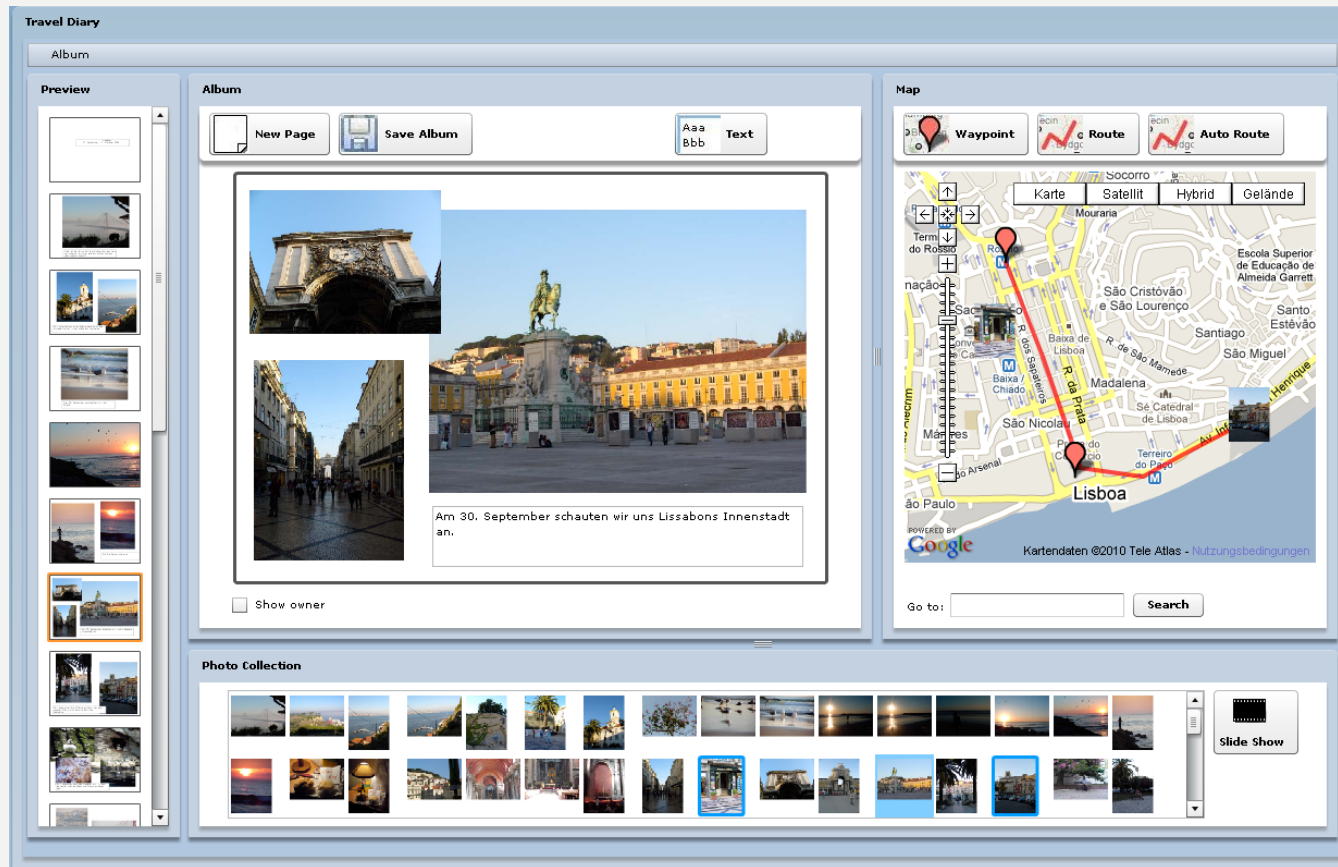 Travel Diary
Album
Preview
Album
New Page
Save Album
Aaa
Bbb
Text
Am 30. September schauten wir uns Lissabons Innenstadt
an.
Show owner
Map
Waypoint
Route
Auto Route
Socorro
Karte
Satellit
Hybrid
Gelände
Mouraria
do Rossio
Escola Superior
de Educação de
Almeida Garrett
São Cristóvão
e São Lourenço
Santo
Estêvão
Santiago
São Miguel
Baixa de
Lisboa
R. dos Sapateiros
R. da Prata
R. de São Mamede
Baixa /
Chiado
Madalena
Sé Catedral
de Lisboa
São Nicolau
Terreiro
do Paço
Lisboa
POWERED BY
Google
Kartendaten ©2010 Tele Atlas - Nutzungsbedingungen
Go to:
Search
Photo Collection
Slide Show